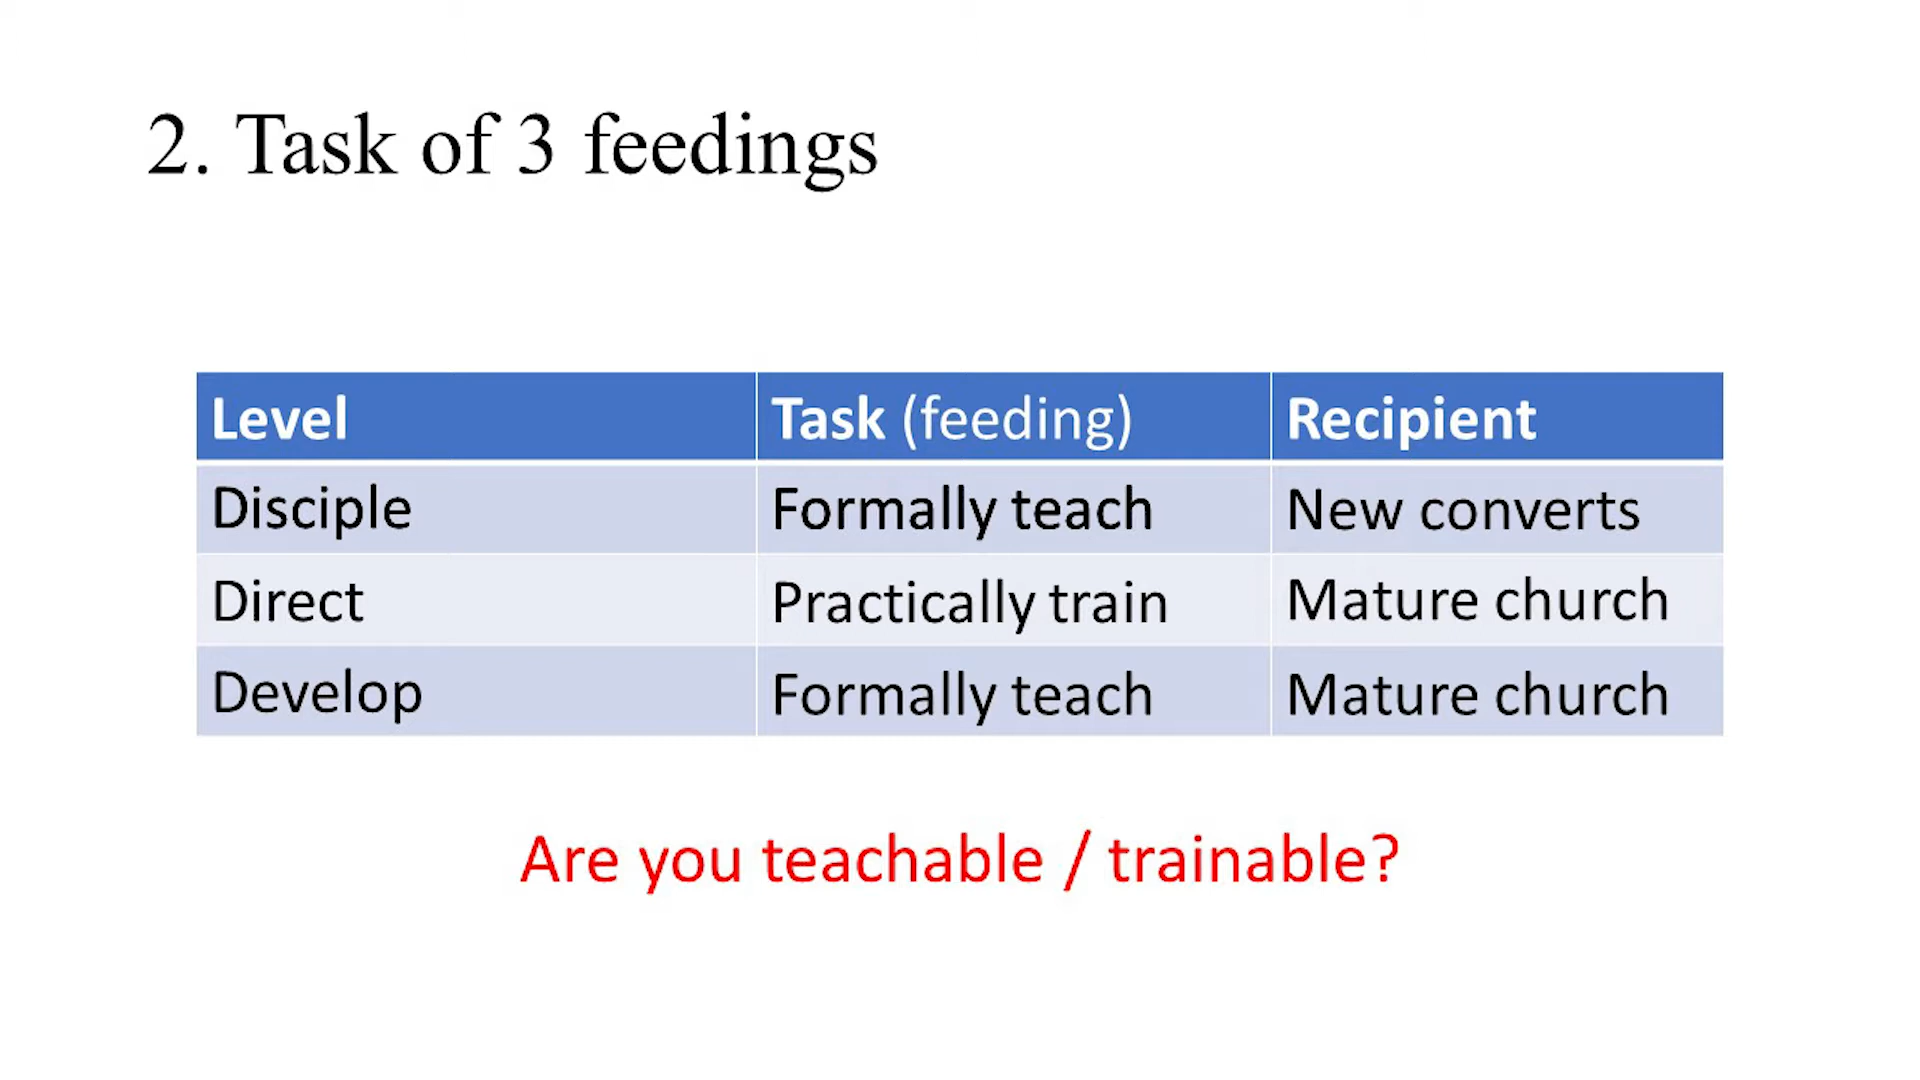 2. Task of 3 feedings
Level Task (feeding) Recipient
Disciple Formally teach New converts
Direct Practically train Mature church
Develop Formally teach Mature church
Are you teachable / trainable?